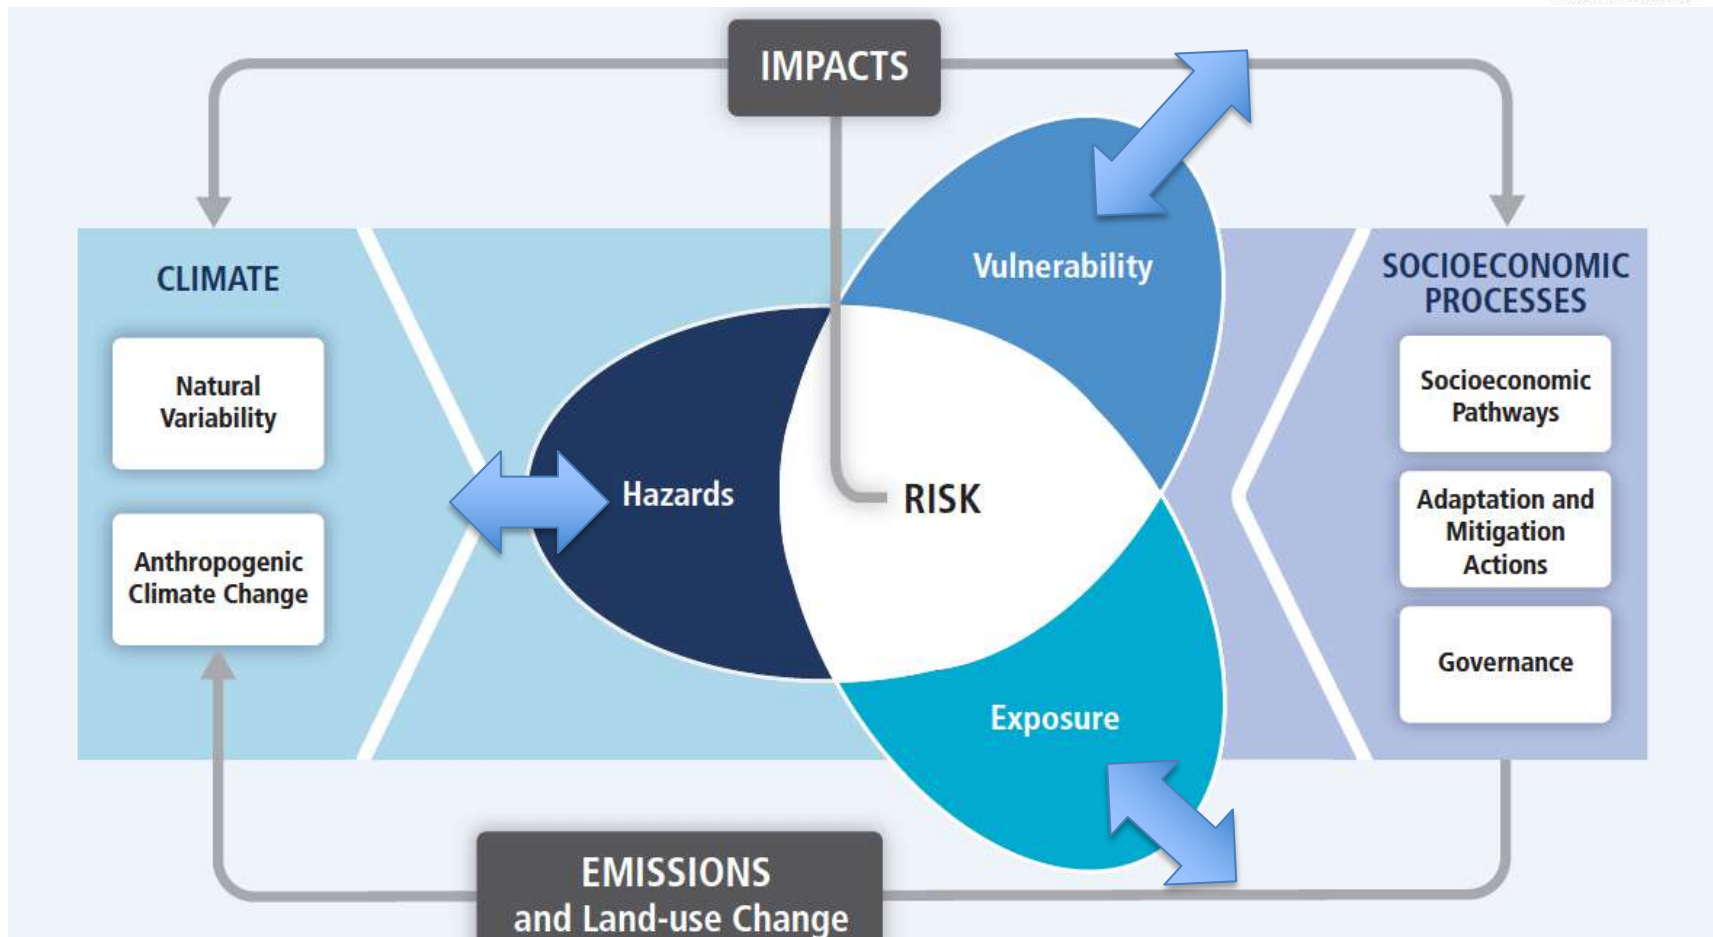 IMPACTS
CLIMATE
Natural
Variability
Anthropogenic
Climate Change
Vulnerability
Hazards
RISK
Exposure
SOCIOECONOMIC
PROCESSES
Socioeconomic
Pathways
Adaptation and
Mitigation
Actions
Governance
EMISSIONS
and Land-use Change